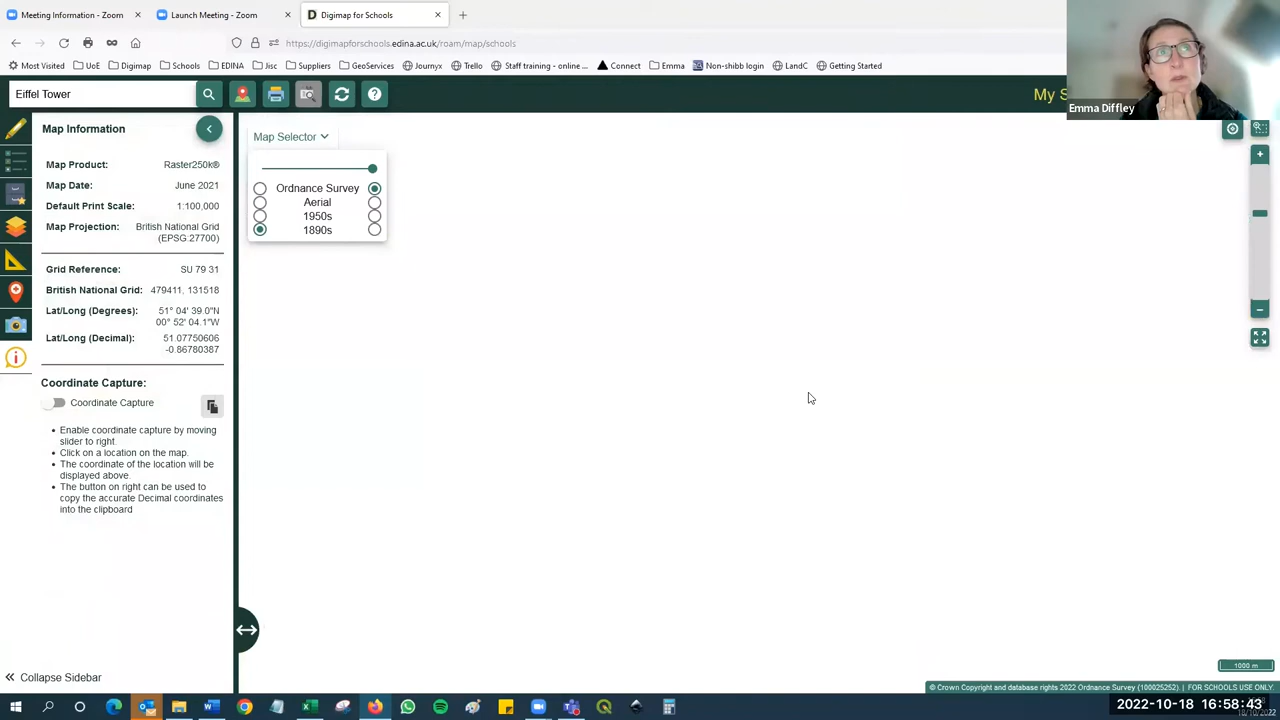 Meeting Information - Zoom
Launch Meeting - Zoom
Digimap for Schools
https://digimapforschools.edina.ac.uk/roam/map/schools
Most Visited
UoE
Digimap
Schools
EDINA
Jisc
Suppliers
GeoServices
Journyx
Trello
Staff training - online ...
Connect
Emma
Non-shibb login
LandC
Getting started
Emma Diffley
Eiffel Tower
My S
Map Information
Map Product: Raster250k®
Map Date: June 2021
Default Print Scale: 1:100,000
Map Projection: British National Grid
(EPSG:27700)
Grid Reference: SU 79 31
British National Grid: 479411, 131518
Lat/Long (Degrees): 51° 04' 39.0"N
00° 52' 04.1"W
Lat/Long (Decimal): 51.07750606
-0.86780387
Coordinate Capture:
Coordinate Capture
Enable coordinate capture by moving
slider to right.
Click on a location on the map.
The coordinate of the location will be
displayed above.
The button on right can be used to
copy the accurate Decimal coordinates
into the clipboard
Collapse Sidebar
Map Selector
Ordnance Survey
Aerial
1950s
1890s
1000 m
© Crown Copyright and database rights 2022 Ordnance Survey (100025252). | FOR SCHOOLS USE ONLY.
2022-10-18 16:58:43
18/10/2022